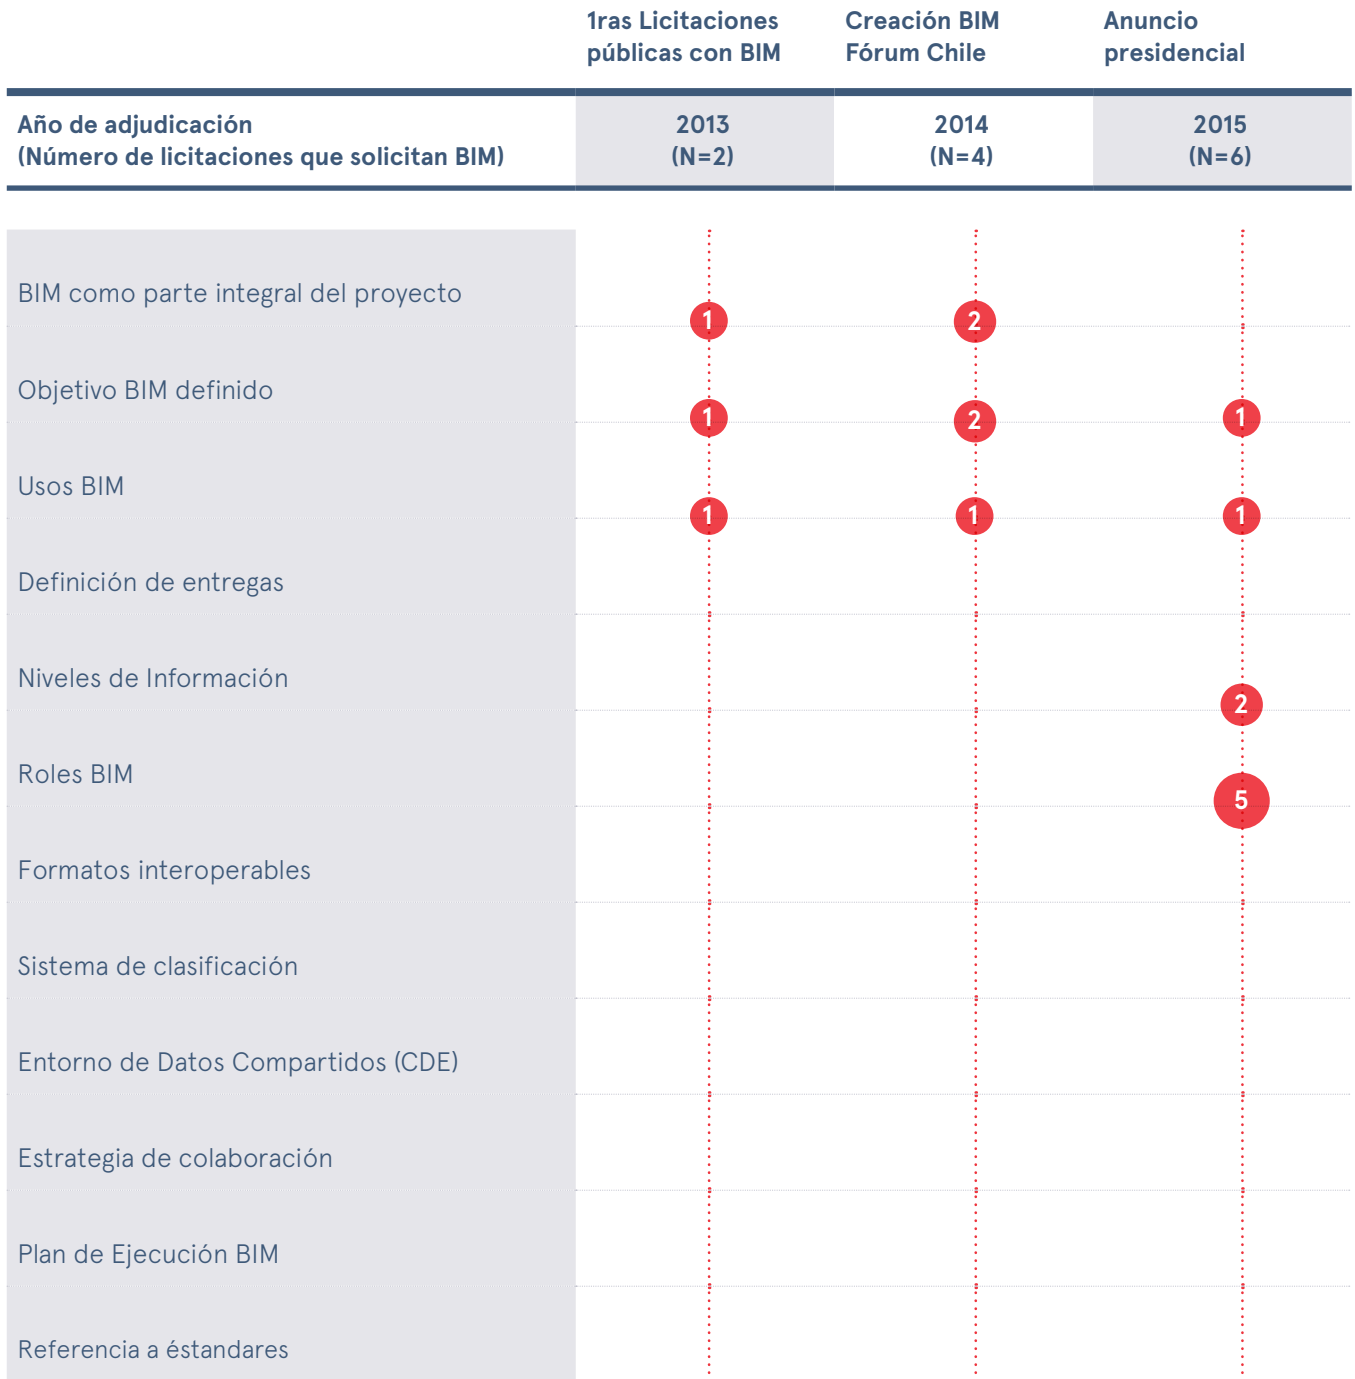 1ras Licitaciones
públicas con BIM
Creación BIM
Fórum Chile
Anuncio
presidencial
Año de adjudicación
(Número de licitaciones que solicitan BIM)
2013
(N=2)
2014
(N=4)
2015
(N=6)
BIM como parte integral del proyecto
1
2
Objetivo BIM definido
1
2
1
Usos BIM
1
1
1
Definición de entregas
Niveles de Información
2
Roles BIM
5
Formatos interoperables
Sistema de clasificación
Entorno de Datos Compartidos (CDE)
Estrategia de colaboración
Plan de Ejecución BIM
Referencia a éstandares